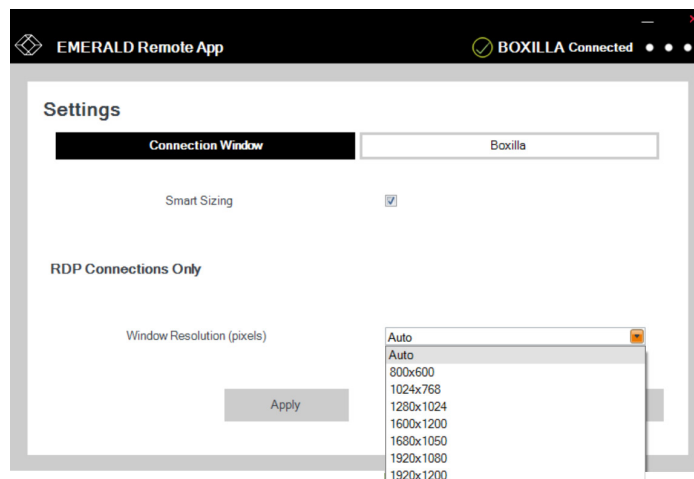 EMERALD Remote App
BOXILLA Connected
Settings
Connection Window
Boxilla
Smart Sizing
RDP Connections Only
Window Resolution (pixels)
Auto
Auto
800x600
1024x768
1280x1024
1600x1200
1680x1050
1920x1080
1920x1200
Apply